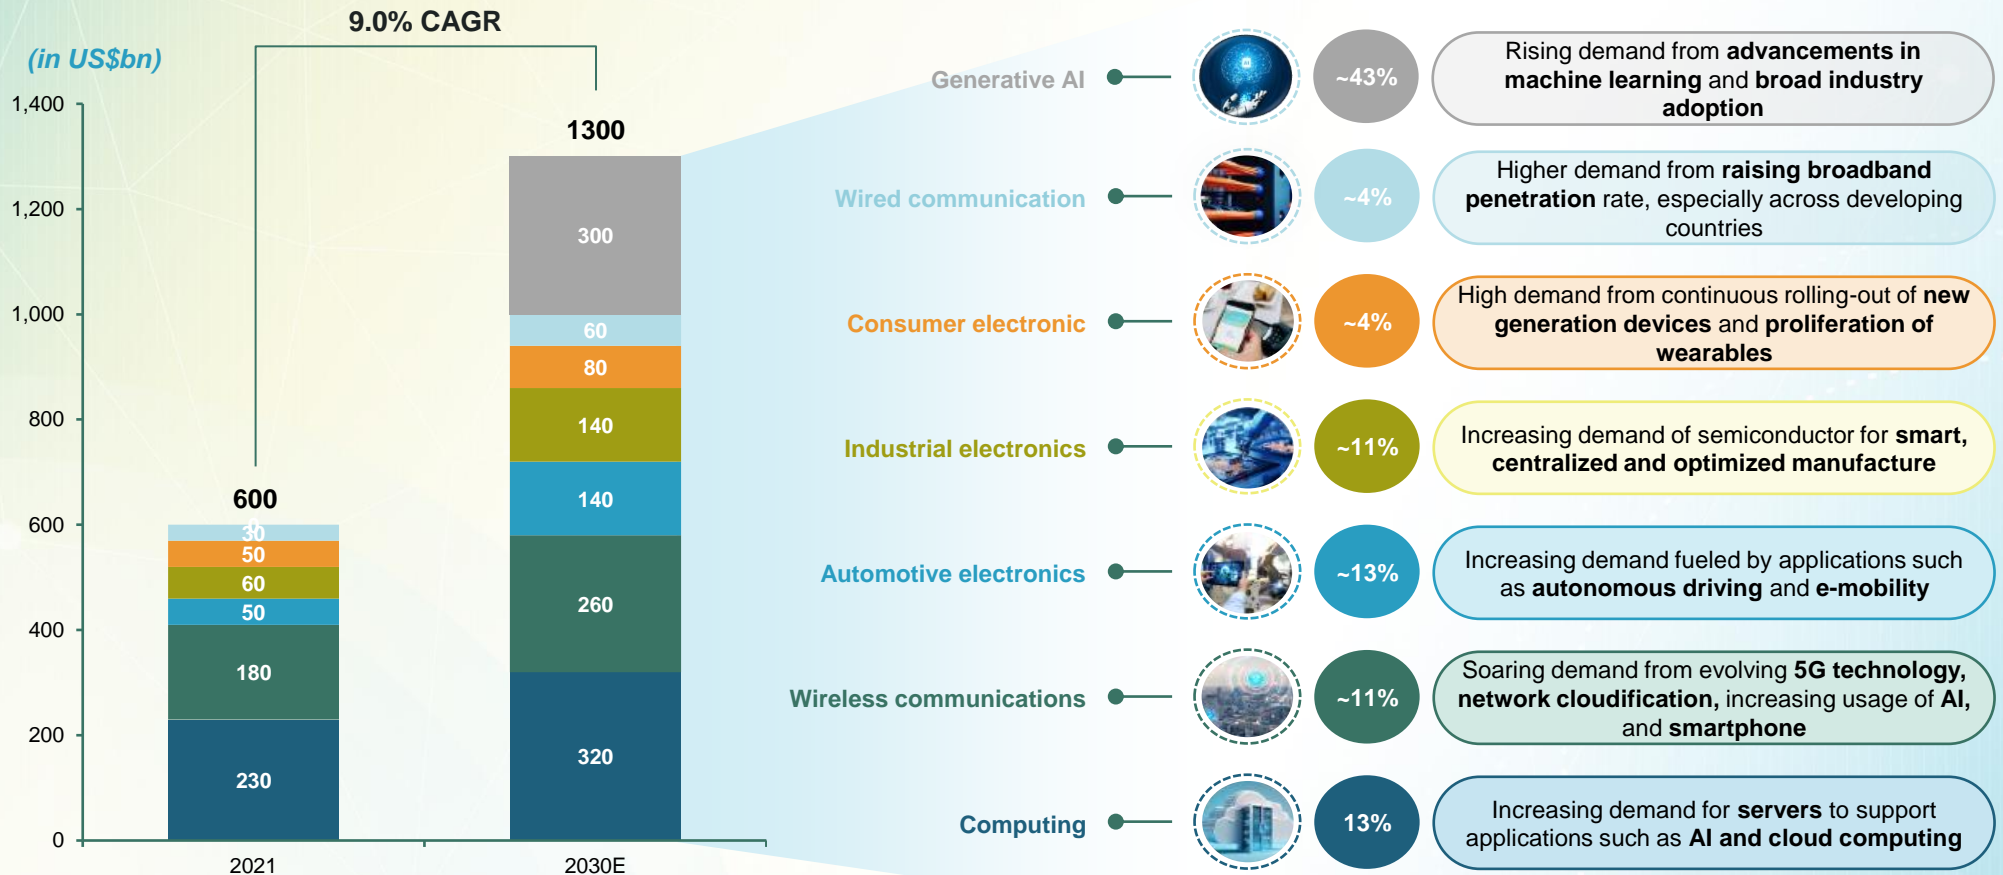 9.0% CAGR
(in US$bn)
1,400
1,200
1,000
800
600
400
200
0
600
0
30
50
60
50
180
230
2021
1300
300
60
80
140
140
260
320
2030E
Generative AI
~43%
Rising demand from advancements in
machine learning and broad industry
adoption
Wired communication
~4%
Higher demand from raising broadband
penetration rate, especially across developing
countries
Consumer electronic
~4%
High demand from continuous rolling-out of new
generation devices and proliferation of
wearables
Industrial electronics
~11%
Increasing demand of semiconductor for smart,
centralized and optimized manufacture
Automotive electronics
~13%
Increasing demand fueled by applications such
as autonomous driving and e-mobility
Wireless communications
~11%
Soaring demand from evolving 5G technology,
network cloudification, increasing usage of AI,
and smartphone
Computing
13%
Increasing demand for servers to support
applications such as AI and cloud computing